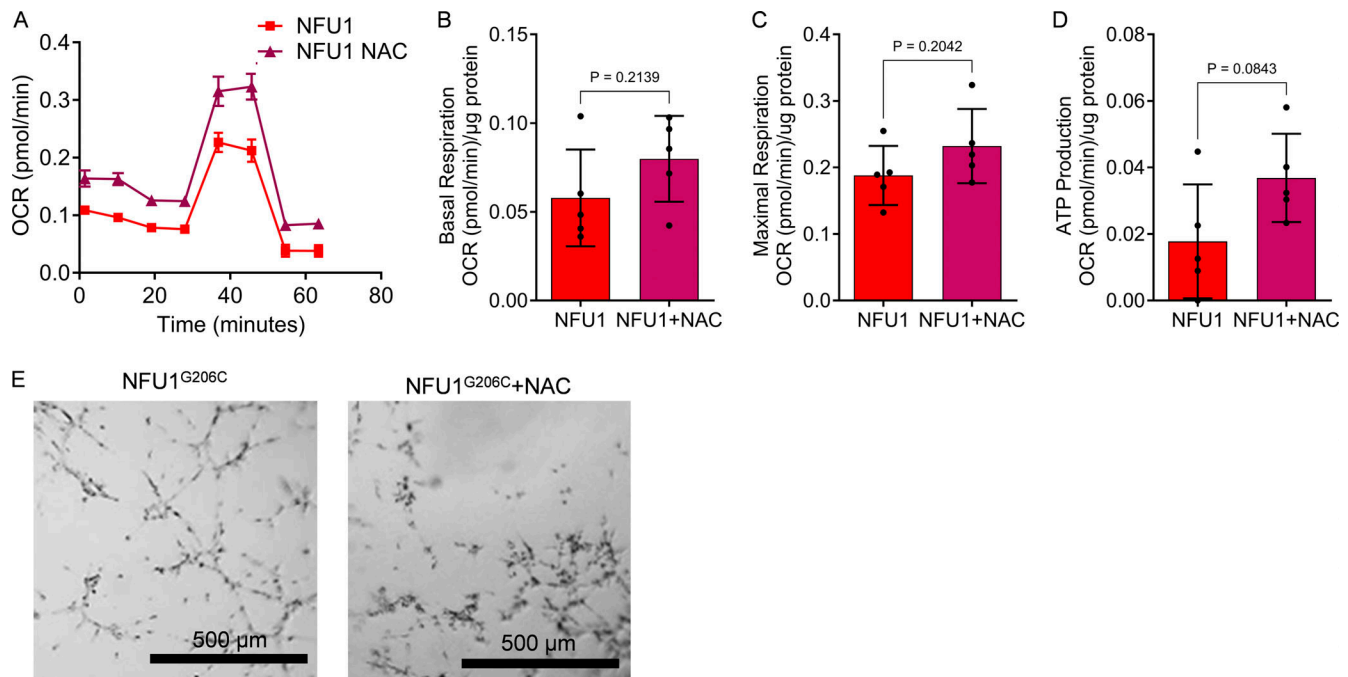 A
NFU1
NFU1 NAC
OCR (pmol/min)
0.4
0.3
0.2
0.1
0.0
0
20
40
60
80
Time (minutes)
B
P = 0.2139
Basal Respiration
OCR (pmol/min)/µg protein
0.15
0.10
0.05
0.00
NFU1
NFU1+NAC
C
P = 0.2042
Maximal Respiration
OCR (pmol/min)/ug protein
0.4
0.3
0.2
0.1
0.0
NFU1
NFU1+NAC
D
P = 0.0843
ATP Production
OCR (pmol/min)/ug protein
0.08
0.06
0.04
0.02
0.00
NFU1
NFU1+NAC
E
NFU1G206C
NFU1G206C+NAC
500 µm
500 µm